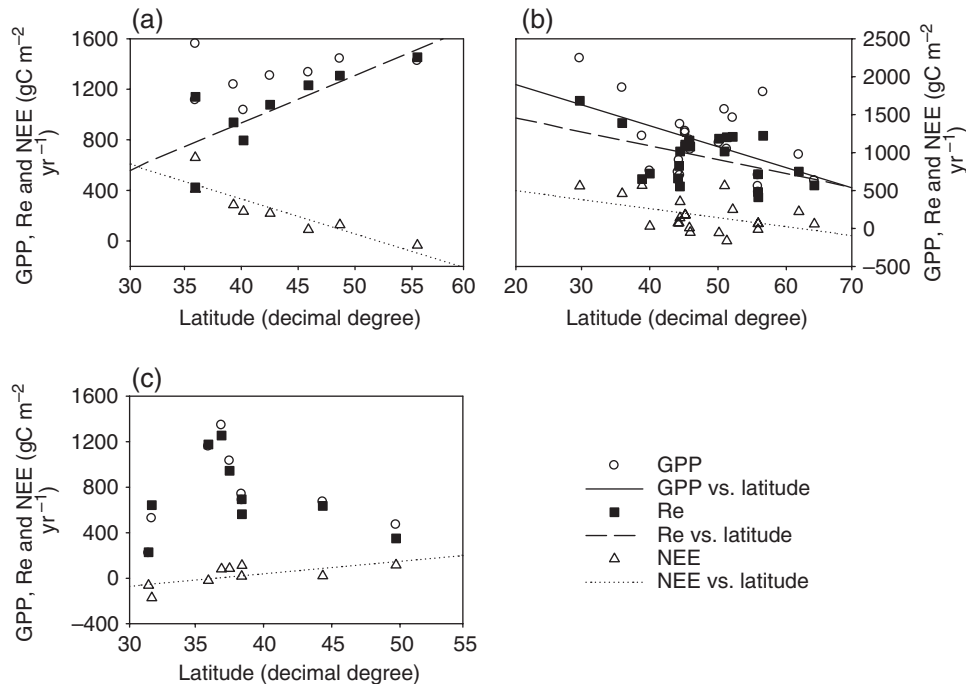 (a)
(b)
GPP, Re and NEE (gC m−2
yr−1)
1600
1200
800
400
0
30 35 40 45 50 55 60
Latitude (decimal degree)
2500
2000
1500
1000
500
0
−500
GPP, Re and NEE (gC m−2
yr−1)
20 30 40 50 60 70
Latitude (decimal degree)
(c)
GPP, Re and NEE (gC m−2
yr−1)
1600
1200
800
400
0
−400
30 35 40 45 50 55
Latitude (decimal degree)
GPP
GPP vs. latitude
Re
Re vs. latitude
NEE
NEE vs. latitude